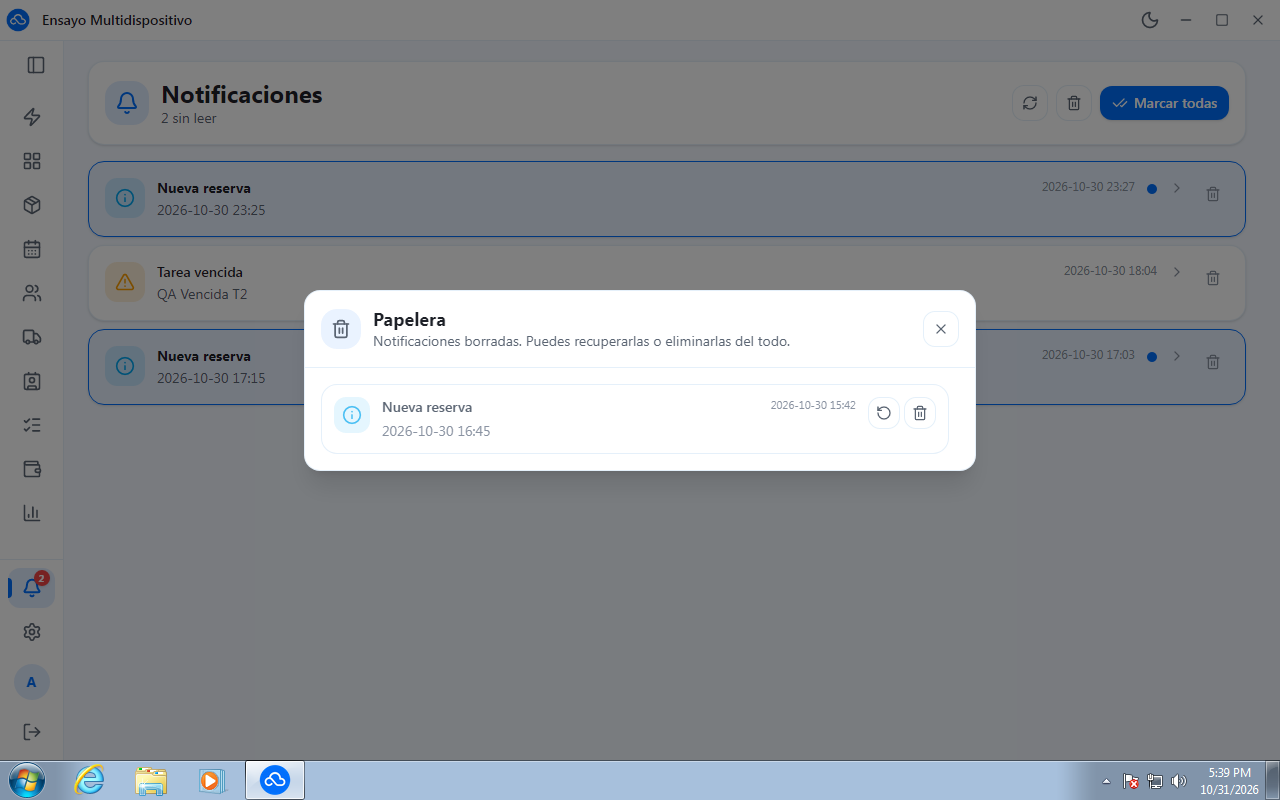 Ensayo Multidispositivo
Notificaciones
2 sin leer
Marcar todas
Nueva reserva
2026-10-30 23:25
2026-10-30 23:27
Tarea vencida
QA Vencida T2
2026-10-30 18:04
Nueva reserva
2026-10-30 17:15
2026-10-30 17:03
Papelera
Notificaciones borradas. Puedes recuperarlas o eliminarlas del todo.
Nueva reserva
2026-10-30 16:45
2026-10-30 15:42
2
A
5:39 PM
10/31/2026